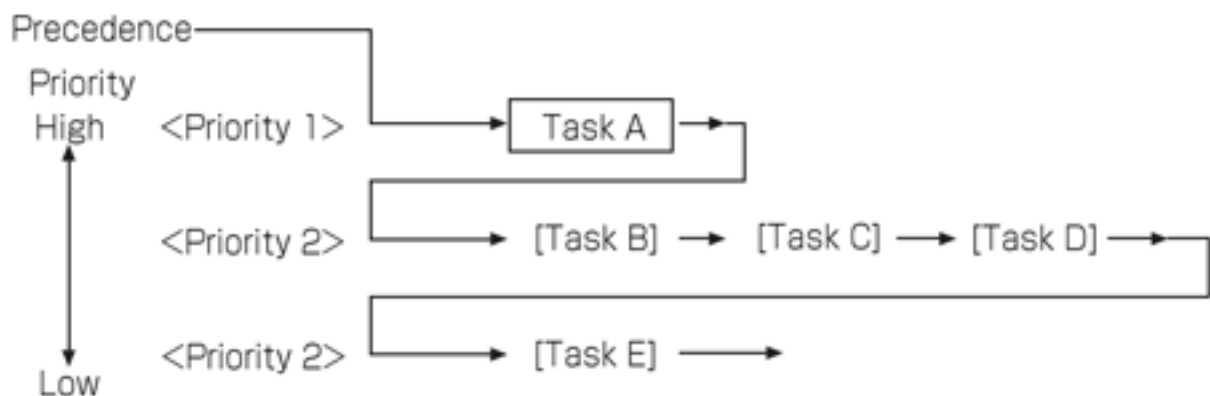 Precedence
Priority
High <Priority 1> Task A
<Priority 2> [Task B] [Task C] [Task D]
<Priority 2> [Task E]
Low